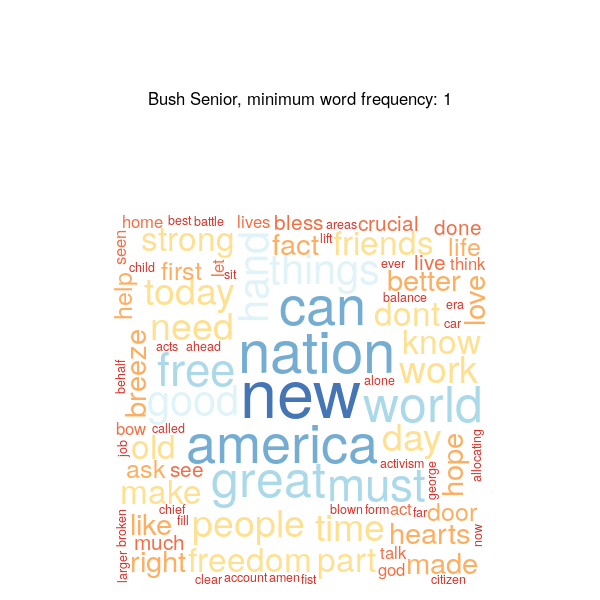 Bush Senior, minimum word frequency: 1
home best battle lives bless areas crucial done
seen strong hand fact lift friends life
child first let sit things ever live think
help today can better balance era love
need dont car know
acts ahead nation
behalf breeze free alone work
good new world
bow called america day
job old activism hope allocating
ask see great must george
make
chief fill blown form act far door
like people time hearts now
larger broken much right freedom part talk god made
clear account amen fist citizen